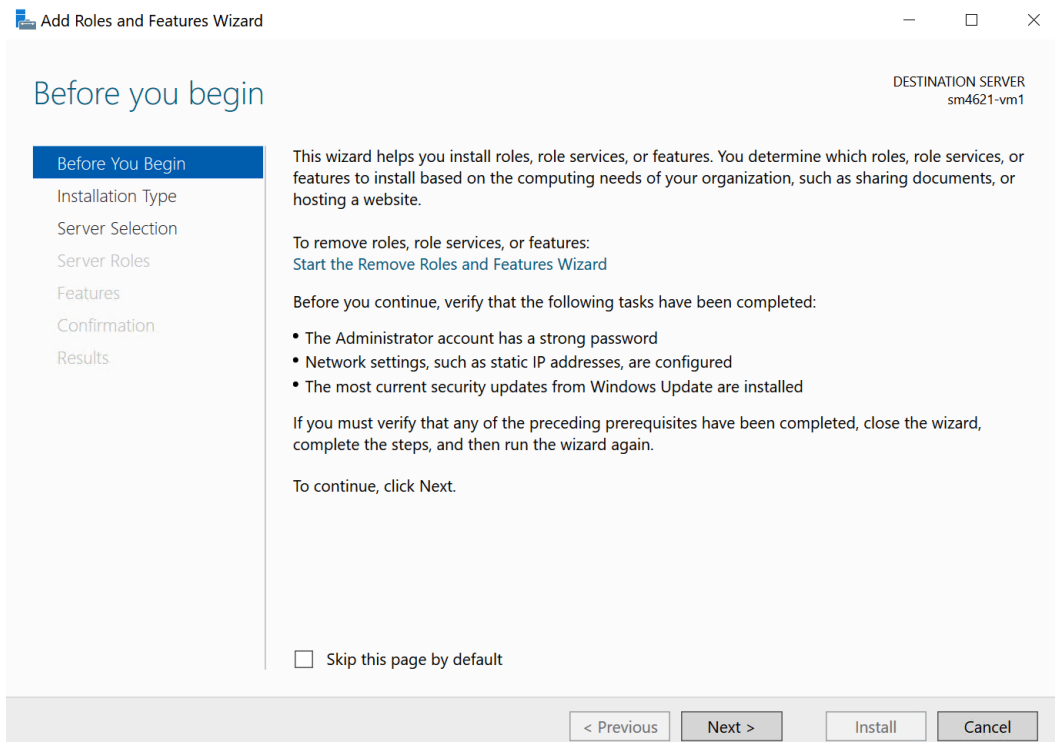 Add Roles and Features Wizard
Before you begin
DESTINATION SERVER
sm4621-vm1
Before You Begin
Installation Type
Server Selection
Server Roles
Features
Confirmation
Results
This wizard helps you install roles, role services, or features. You determine which roles, role services, or
features to install based on the computing needs of your organization, such as sharing documents, or
hosting a website.
To remove roles, role services, or features:
Start the Remove Roles and Features Wizard
Before you continue, verify that the following tasks have been completed:
• The Administrator account has a strong password
• Network settings, such as static IP addresses, are configured
• The most current security updates from Windows Update are installed
If you must verify that any of the preceding prerequisites have been completed, close the wizard,
complete the steps, and then run the wizard again.
To continue, click Next.
Skip this page by default
< Previous
Next >
Install
Cancel